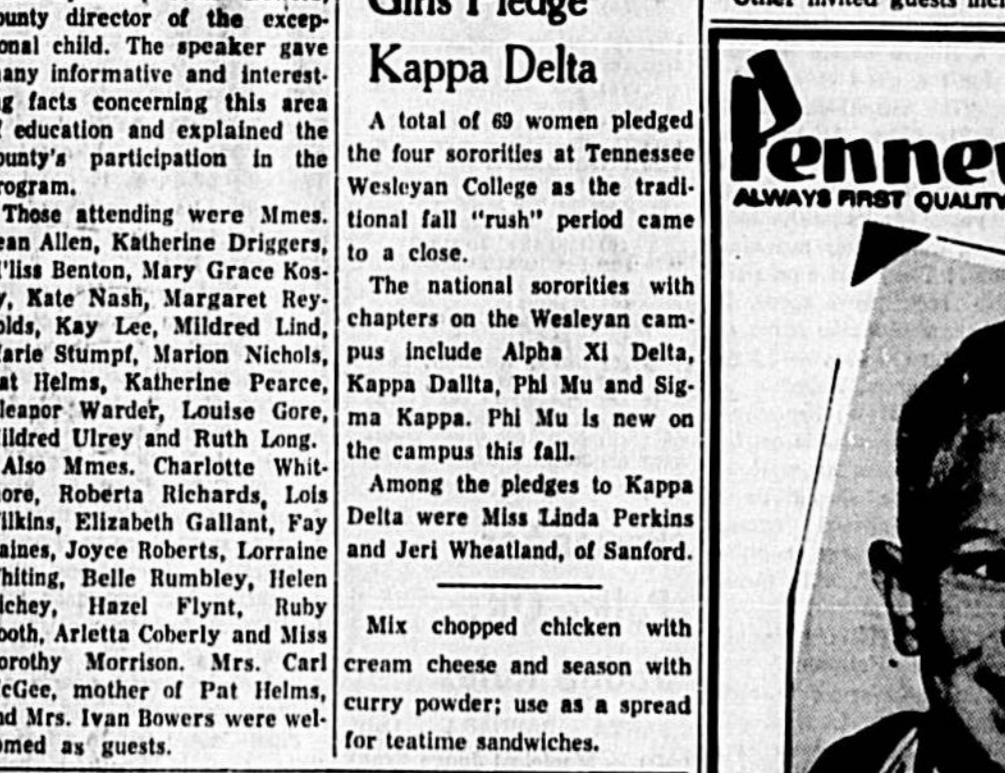 ounty director of the excep-
onal child. The speaker gave
any informative and interest-
g facts concerning this area
education and explained the
ounty's participation in the
rogram.
Those attending were Mmes.
ean Allen, Katherine Driggers,
'liss Benton, Mary Grace Kos-
y, Kate Nash, Margaret Rey-
olds, Kay Lee, Mildred Lind,
arie Stumpf, Marion Nichols,
at Helms, Katherine Pearce,
leapor Warder, Louise Gore,
ildred Ulrey and Ruth Long.
Also Mmes. Charlotte Whit-
ore, Roberta Richards, Lois
ilkins, Elizabeth Gallant, Fay
aines, Joyce Roberts, Lorraine
hiting, Belle Rumbley, Helen
ichey, Hazel Flynt, Ruby
ooth, Arletta Coberly and Miss
orothy Morrison. Mrs. Carl
cGee, mother of Pat Helms,
nd Mrs. Ivan Bowers were wel-
omed as guests.
Girls Pledge
Kappa Delta
A total of 69 women pledged
the four sororities at Tennessee
Wesleyan College as the tradi-
tional fall "rush" period came
to a close.
The national sororities with
chapters on the Wesleyan cam-
pus include Alpha Xi Delta,
Kappa Dallta, Phi Mu and Sig-
ma Kappa. Phi Mu is new on
the campus this fall.
Among the pledges to Kappa
Delta were Miss Linda Perkins
and Jeri Wheatland, of Sanford.
Mix chopped chicken with
cream cheese and season with
curry powder; use as a spread
for teatime sandwiches.
Other invited guests incl
Penney
ALWAYS FIRST QUALITY